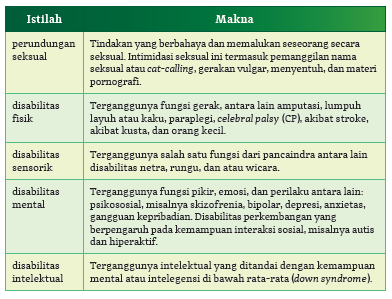 Istilah Makna
perundungan seksual
Tindakan yang berbahaya dan memalukan seseorang secara
seksual. Intimidasi seksual ini termasuk pemanggilan nama
seksual atau cat-calling, gerakan vulgar, menyentuh, dan materi
pornografi.
disabilitas fisik
Terganggunya fungsi gerak, antara lain amputasi, lumpuh
layuh atau kaku, paraplegi, celebral palsy (CP), akibat stroke,
akibat kusta, dan orang kecil.
disabilitas sensorik
Terganggunya salah satu fungsi dari pancaindra antara lain
disabilitas netra, rungu, dan atau wicara.
disabilitas mental
Terganggunya fungsi pikir, emosi, dan perilaku antara lain:
psikososial, misalnya skizofrenia, bipolar, depresi, anxietas,
gangguan kepribadian. Disabilitas perkembangan yang
berpengaruh pada kemampuan interaksi sosial, misalnya autis
dan hiperaktif.
disabilitas intelektual
Terganggunya intelektual yang ditandai dengan kemampuan
mental atau intelegensi di bawah rata-rata (down syndrome).